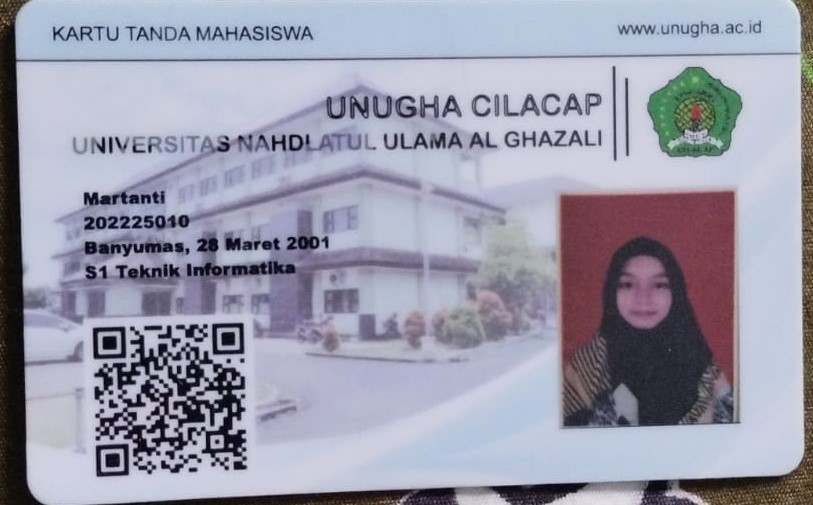 KARTU TANDA MAHASISWA
www.unugha.ac.id
UNUGHA CILACAP
UNIVERSITAS NAHDLATUL ULAMA AL GHAZALI
Martanti
202225010
Banyumas, 28 Maret 2001
S1 Teknik Informatika